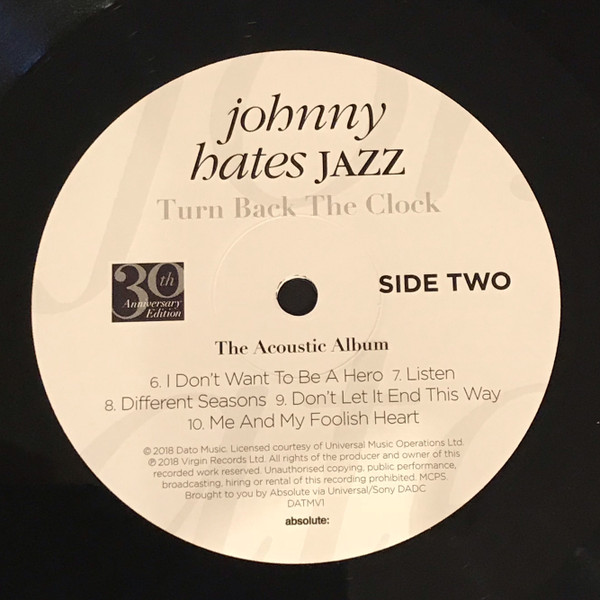 johnny
hates JAZZ
Turn Back The Clock
30th
Anniversary
Edition
SIDE TWO
The Acoustic Album
6. I Don't Want To Be A Hero 7. Listen
8. Different Seasons 9. Don't Let It End This Way
10. Me And My Foolish Heart
© 2018 Dato Music. Licensed courtesy of Universal Music Operations Ltd.
℗ 2018 Virgin Records Ltd. All rights of the producer and owner of this
recorded work reserved. Unauthorised copying, public performance,
broadcasting, hiring or rental of this recording prohibited. MCPS.
Brought to you by Absolute via Universal/Sony DADC
DATMV1
absolute: